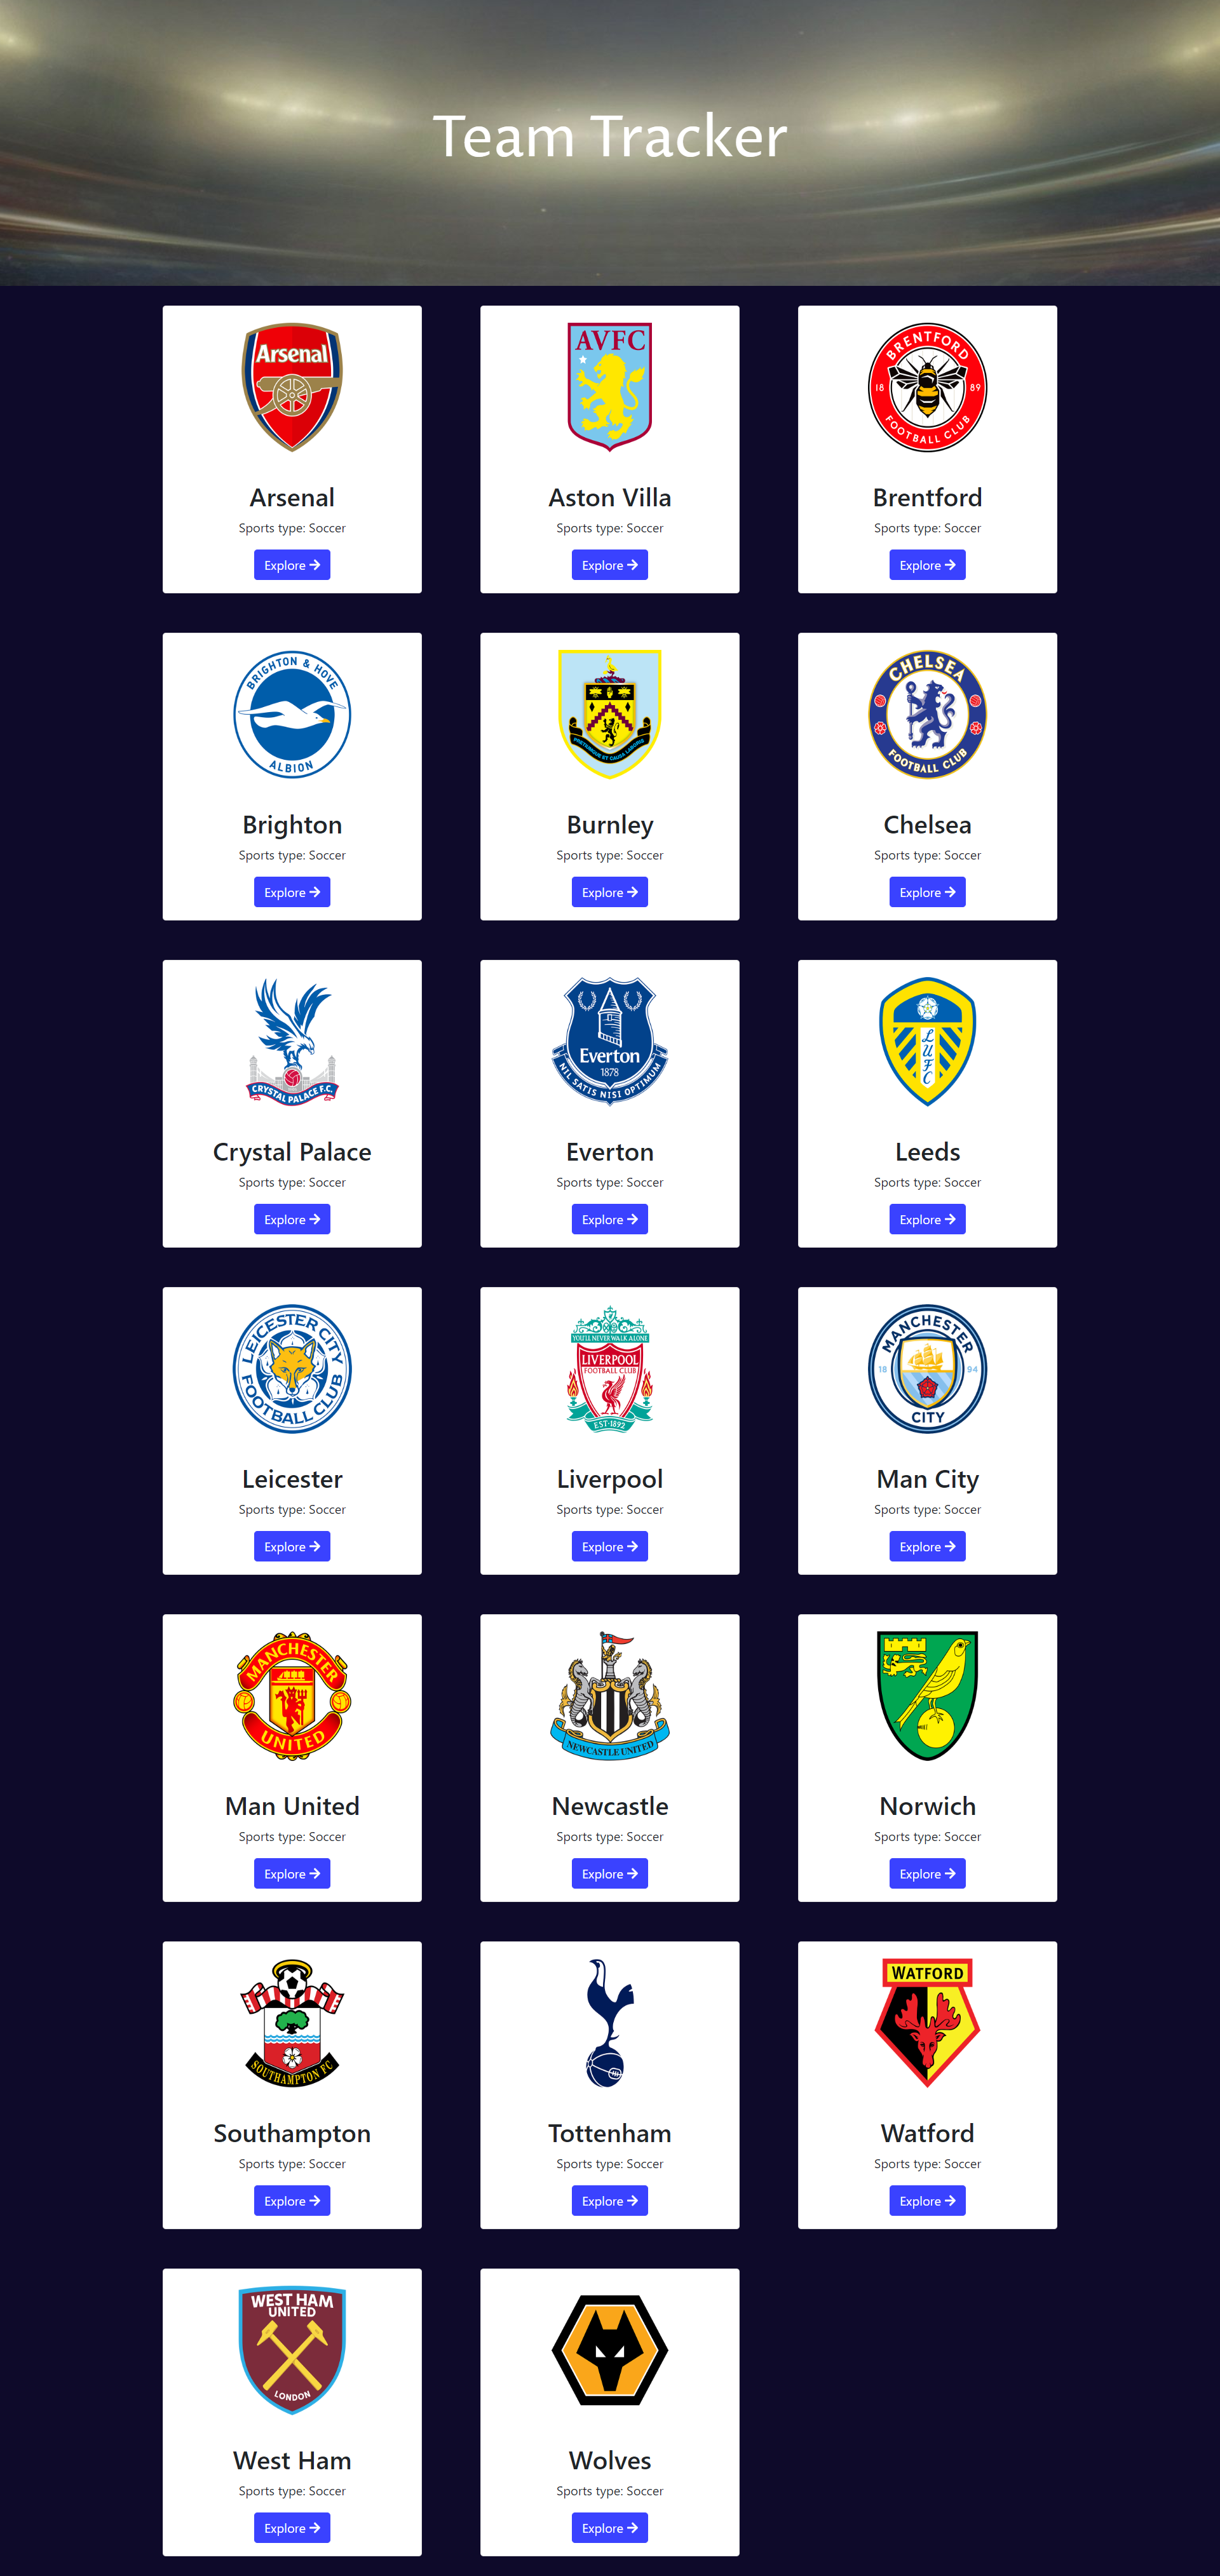 Team Tracker
Arsenal
Arsenal
Sports type: Soccer
Explore
AVFC
Aston Villa
Sports type: Soccer
Explore
BRENTFORD
18 89
FOOTBALL CLUB
Brentford
Sports type: Soccer
Explore
BRIGHTON & HOVE
ALBION
Brighton
Sports type: Soccer
Explore
Burnley
Sports type: Soccer
Explore
CHELSEA
FOOTBALL CLUB
Chelsea
Sports type: Soccer
Explore
CRYSTAL PALACE F.C.
Crystal Palace
Sports type: Soccer
Explore
Everton
1878
NIL SATIS NISI OPTIMUM
Everton
Sports type: Soccer
Explore
LUFC
Leeds
Sports type: Soccer
Explore
LEICESTER CITY
FOOTBALL CLUB
Leicester
Sports type: Soccer
Explore
YOU'LL NEVER WALK ALONE
LIVERPOOL
FOOTBALL CLUB
EST·1892
Liverpool
Sports type: Soccer
Explore
MANCHESTER
18 94
CITY
Man City
Sports type: Soccer
Explore
MANCHESTER
UNITED
Man United
Sports type: Soccer
Explore
NEWCASTLE UNITED
Newcastle
Sports type: Soccer
Explore
Norwich
Sports type: Soccer
Explore
SOUTHAMPTON FC
Southampton
Sports type: Soccer
Explore
Tottenham
Sports type: Soccer
Explore
WATFORD
Watford
Sports type: Soccer
Explore
WEST HAM
UNITED
LONDON
West Ham
Sports type: Soccer
Explore
Wolves
Sports type: Soccer
Explore